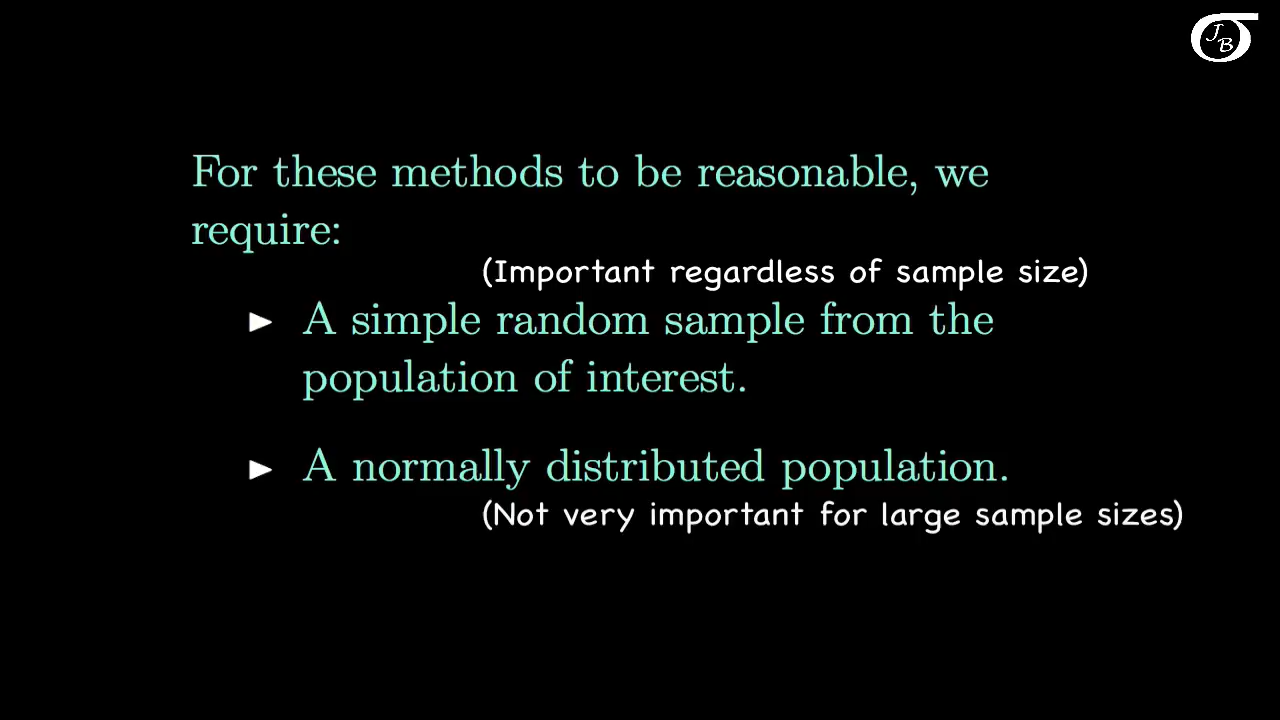 JB
For these methods to be reasonable, we
require:
(Important regardless of sample size)
► A simple random sample from the
population of interest.
► A normally distributed population.
(Not very important for large sample sizes)